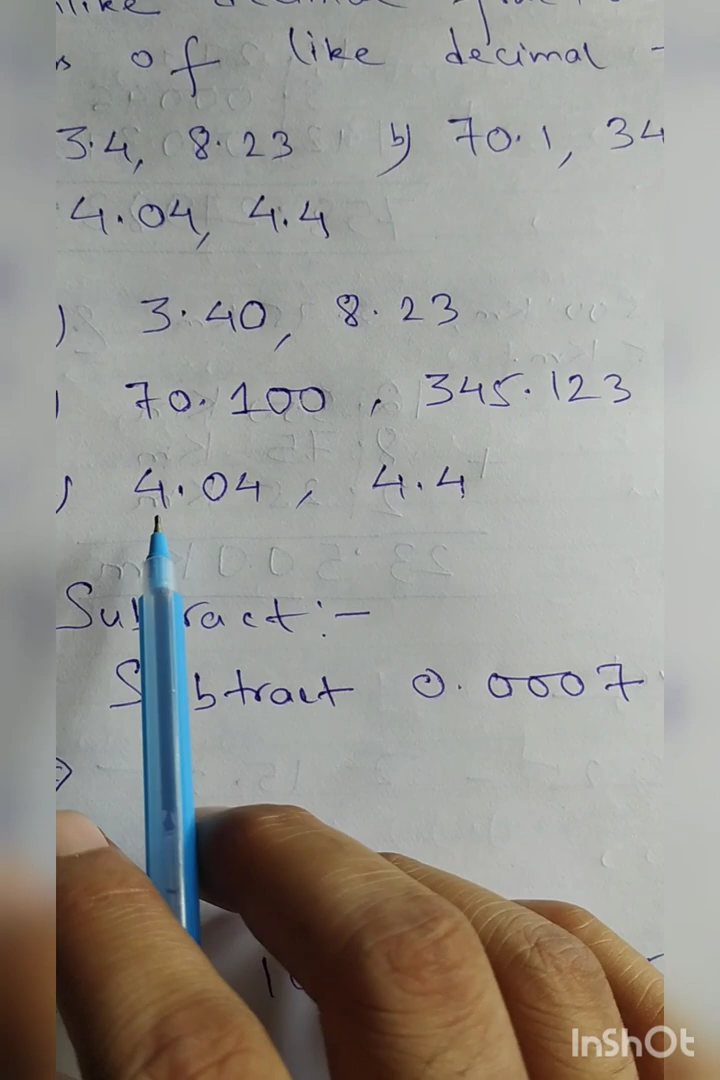 of like decimal -
3.4, 8.23 b) 70.1, 34
4.04, 4.4
) 3.40, 8.23
70.100, 345.123
4.04, 4.4
Subtract:-
Subtract 0.0007
InShOt